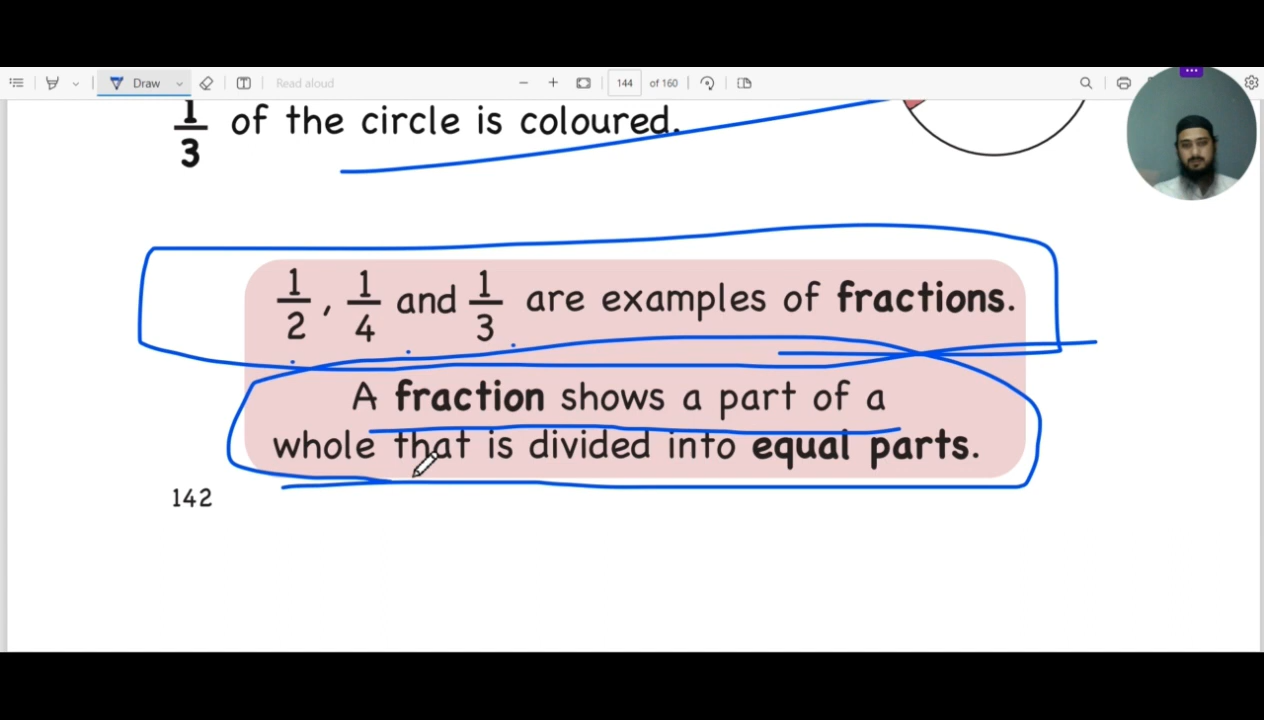 Draw
Read aloud
144 of 160
1/3 of the circle is coloured.
1/2, 1/4 and 1/3 are examples of fractions.
A fraction shows a part of a
whole that is divided into equal parts.
142